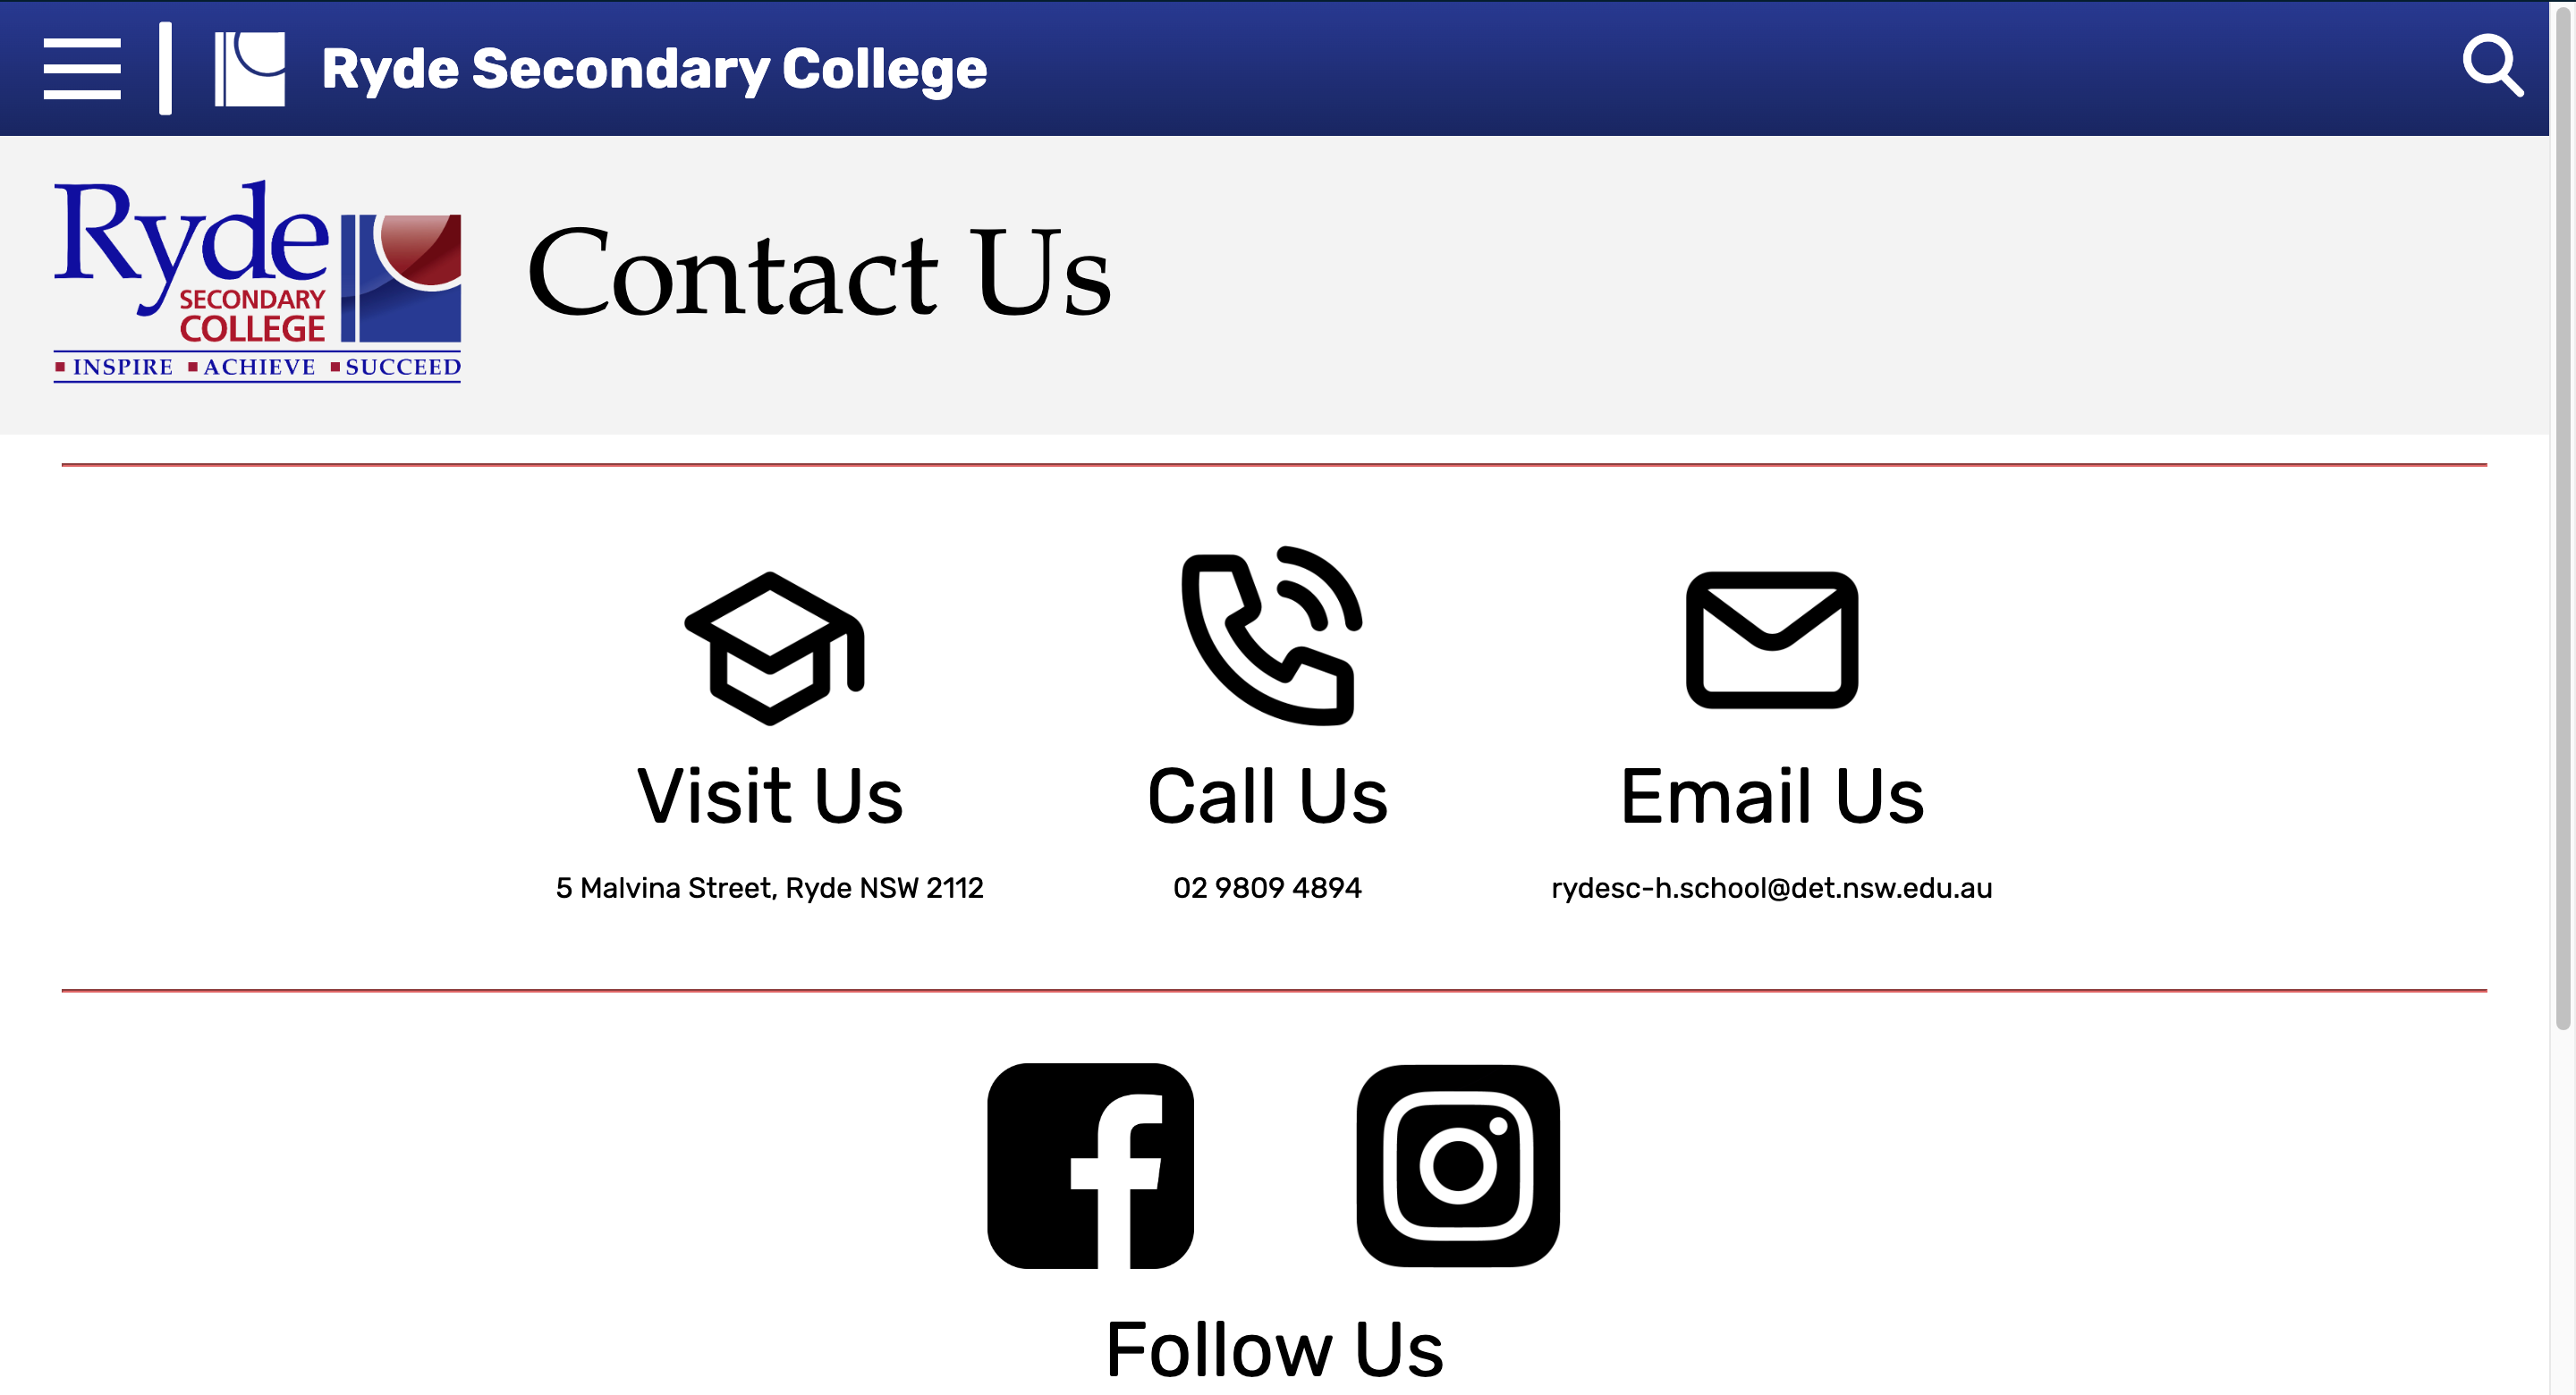 Ryde Secondary College
Ryde
SECONDARY
COLLEGE
INSPIRE ACHIEVE SUCCEED
Contact Us
Visit Us
5 Malvina Street, Ryde NSW 2112
Call Us
02 9809 4894
Email Us
rydesc-h.school@det.nsw.edu.au
Follow Us